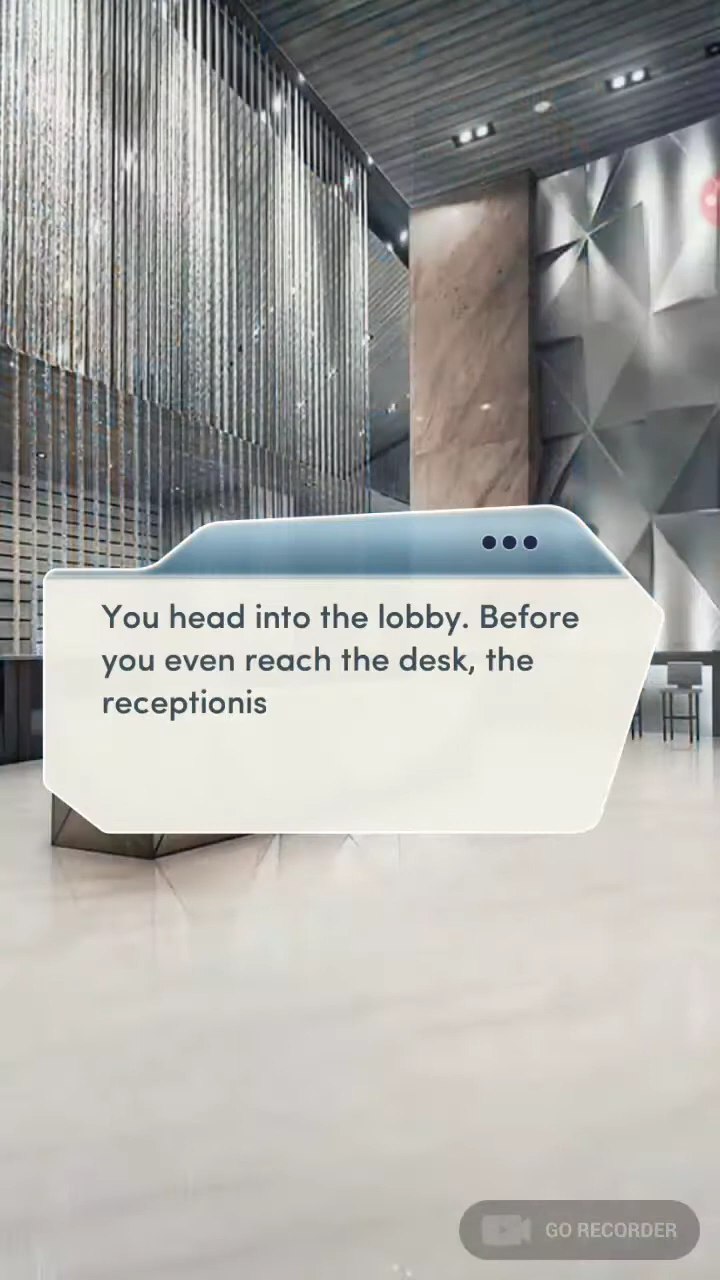 You head into the lobby. Before
you even reach the desk, the
receptionis
GO RECORDER